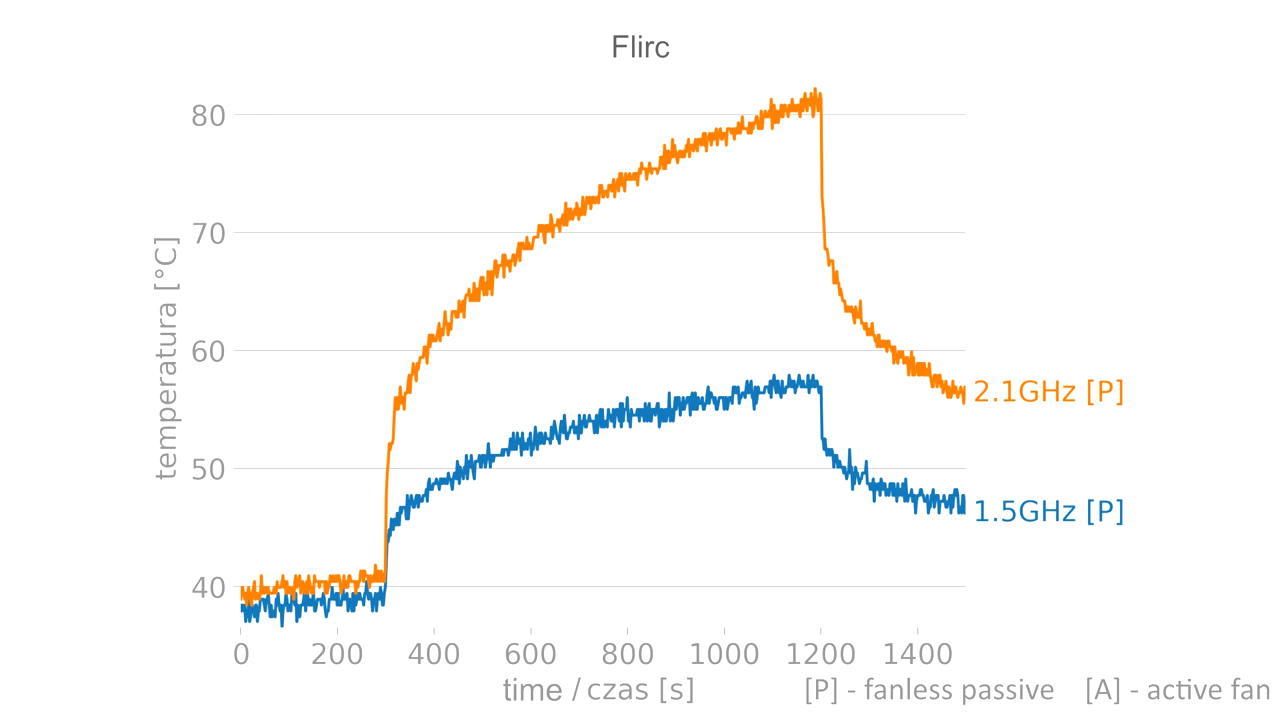 Flirc
80
70
60
50
40
temperatura [°C]
2.1GHz [P]
1.5GHz [P]
0 200 400 600 800 1000 1200 1400
time / czas [s]
[P] - fanless passive [A] - active fan